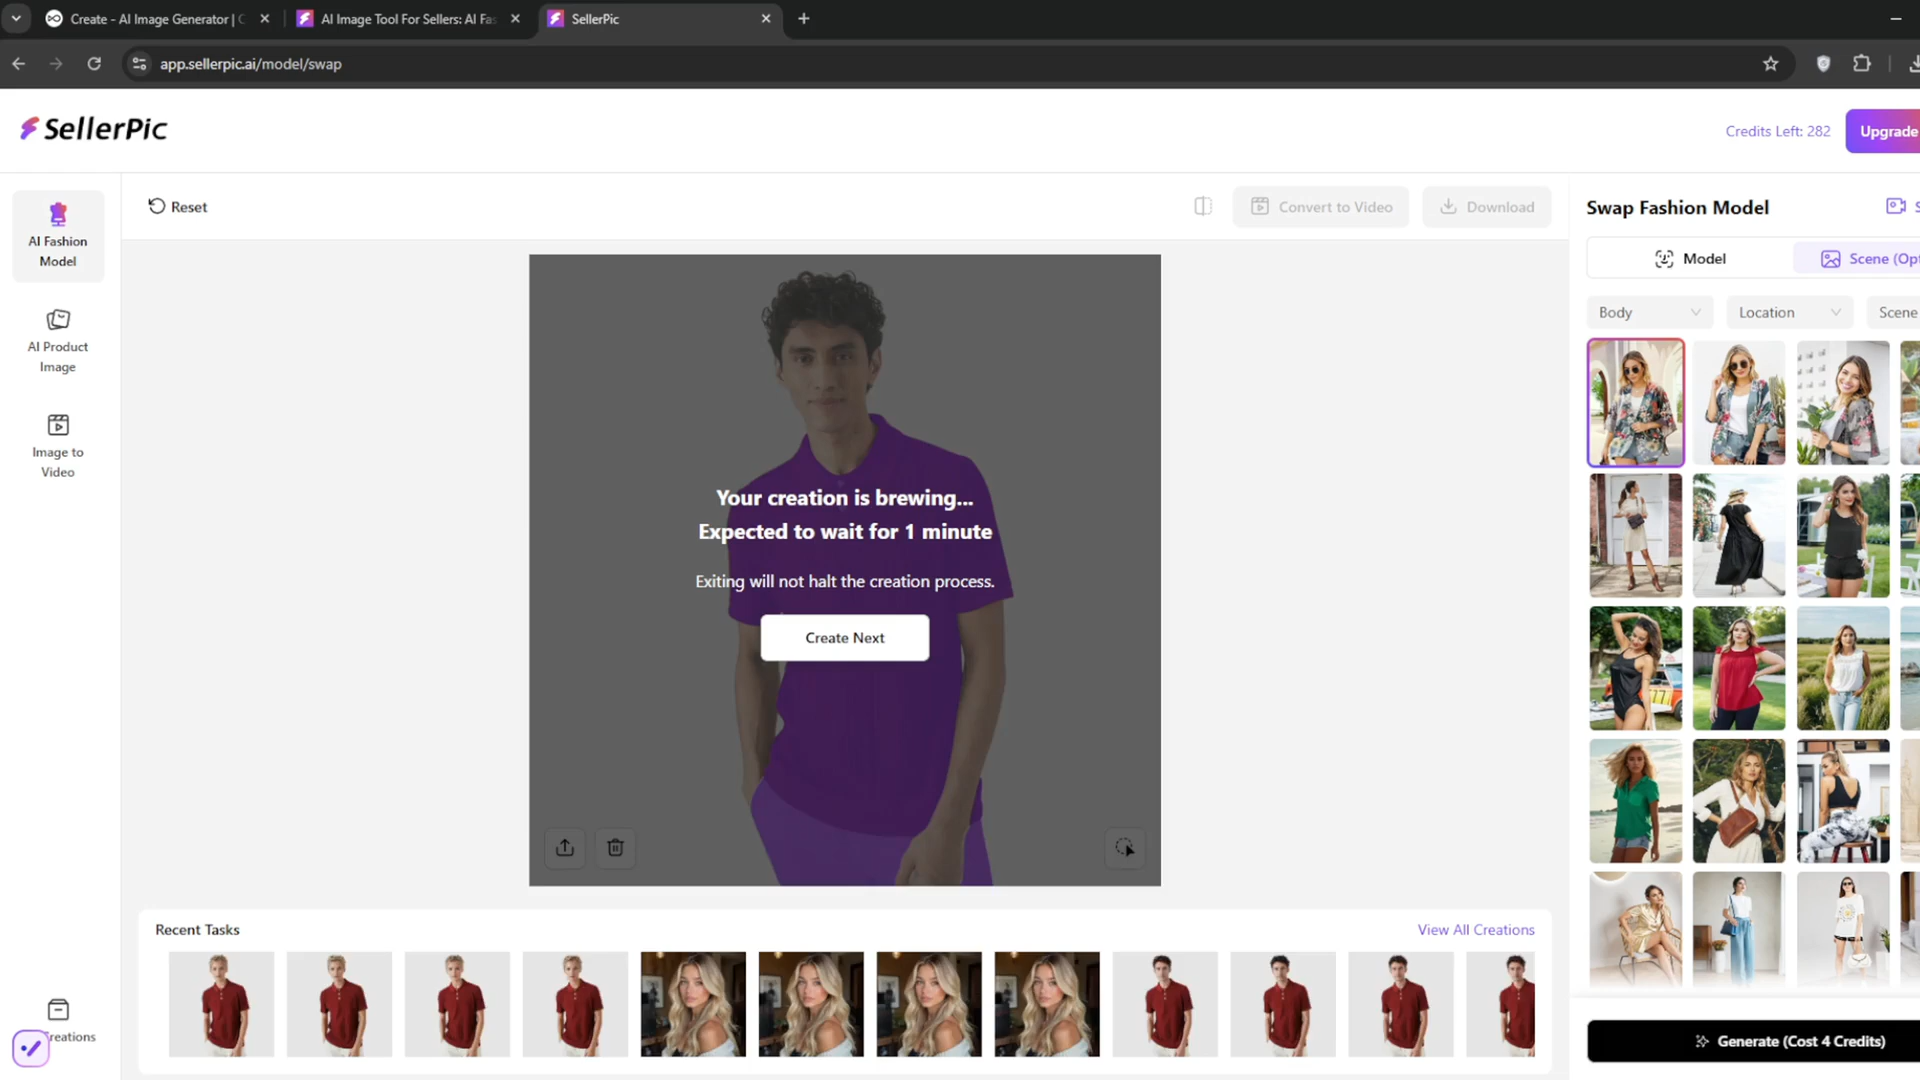 Create - AI Image Generator |
AI Image Tool For Sellers: AI Fas
SellerPic
app.sellerpic.ai/model/swap
SellerPic
Credits Left: 282
Upgrade
AI Fashion
Model
AI Product
Image
Image to
Video
Reset
Convert to Video
Download
Your creation is brewing...
Expected to wait for 1 minute
Exiting will not halt the creation process.
Create Next
Swap Fashion Model
S
Model
Scene (Opt
Body
Location
Scene
Recent Tasks
View All Creations
reations
Generate (Cost 4 Credits)